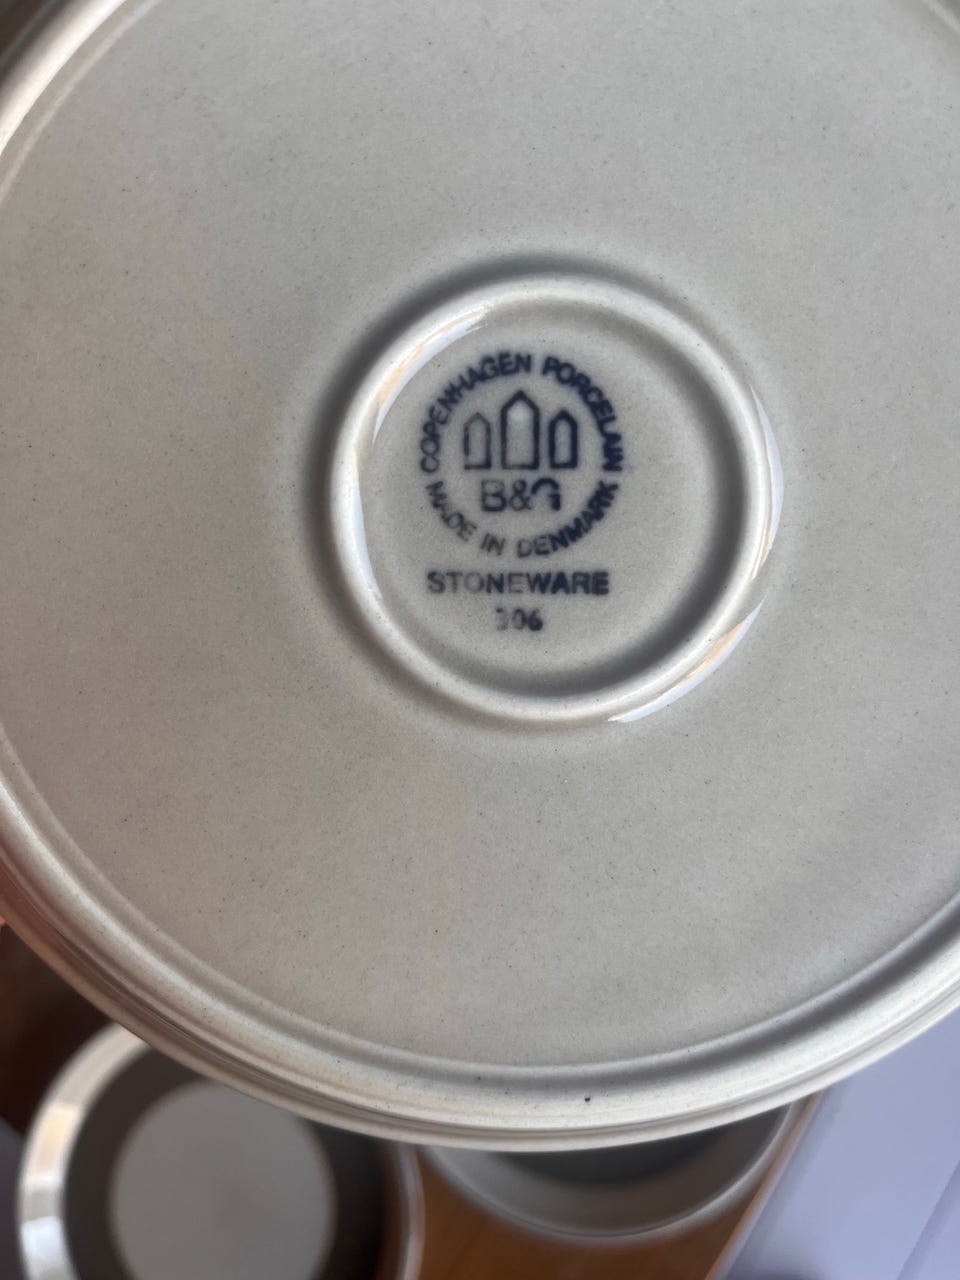 COPENHAGEN PORCELAIN
B&G
MADE IN DENMARK
STONEWARE
306